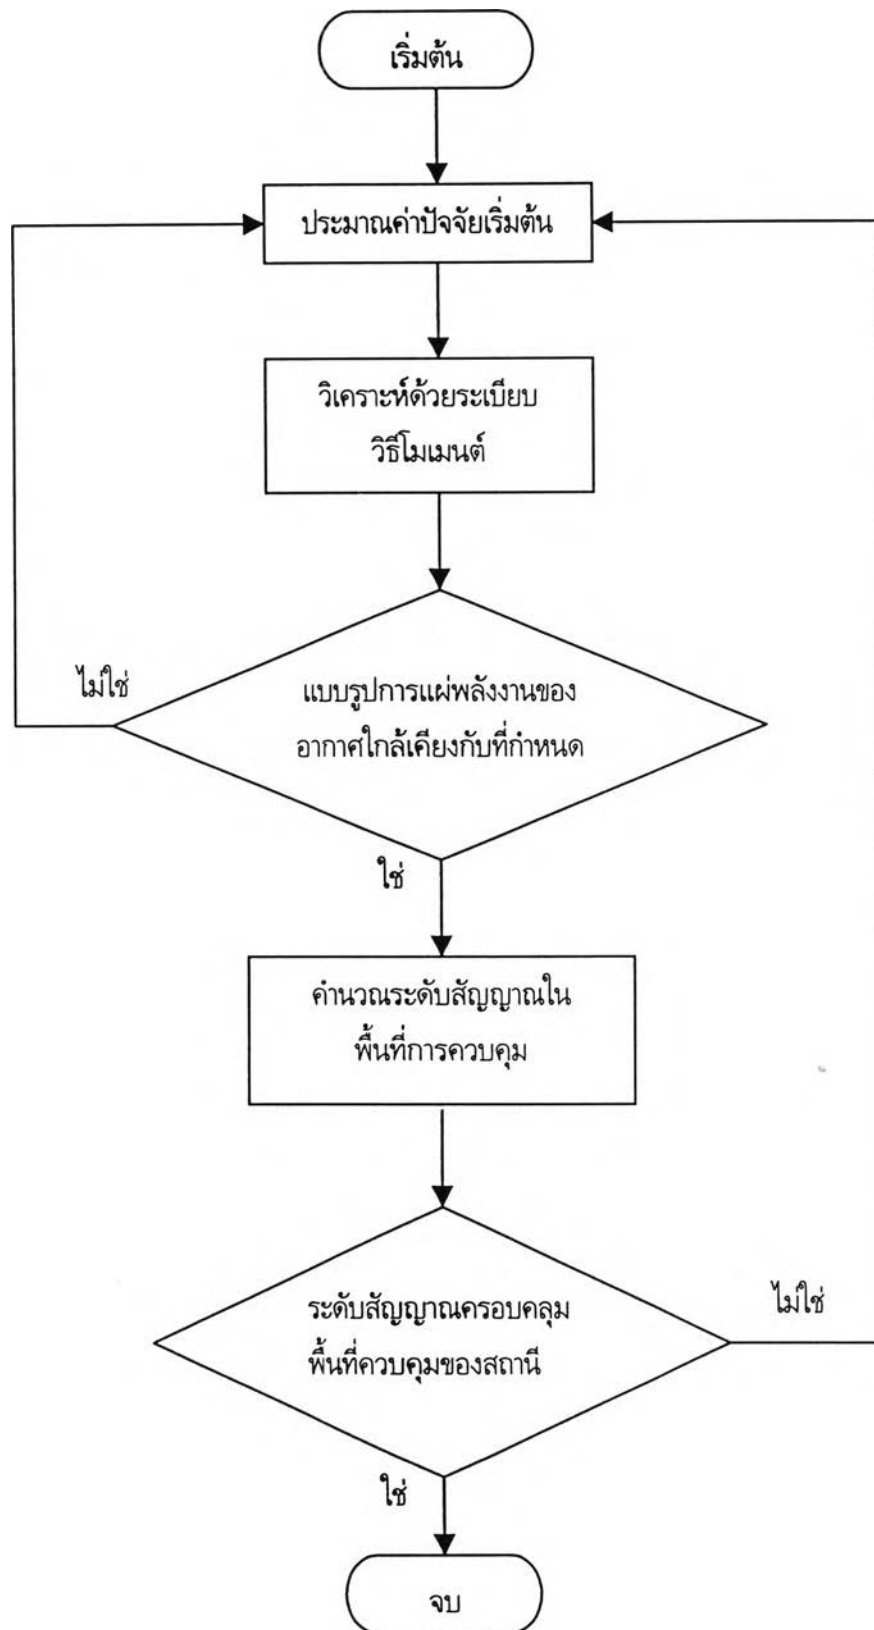 เริ่มต้น
ประมาณค่าปัจจัยเริ่มต้น
วิเคราะห์ด้วยระเบียบ
วิธีโมเมนต์
ไม่ใช่
แบบรูปการแผ่พลังงานของ
อากาศใกล้เคียงกับที่กำหนด
ใช่
คำนวณระดับสัญญาณใน
พื้นที่การควบคุม
ระดับสัญญาณครอบคลุม
พื้นที่ควบคุมของสถานี
ไม่ใช่
ใช่
จบ